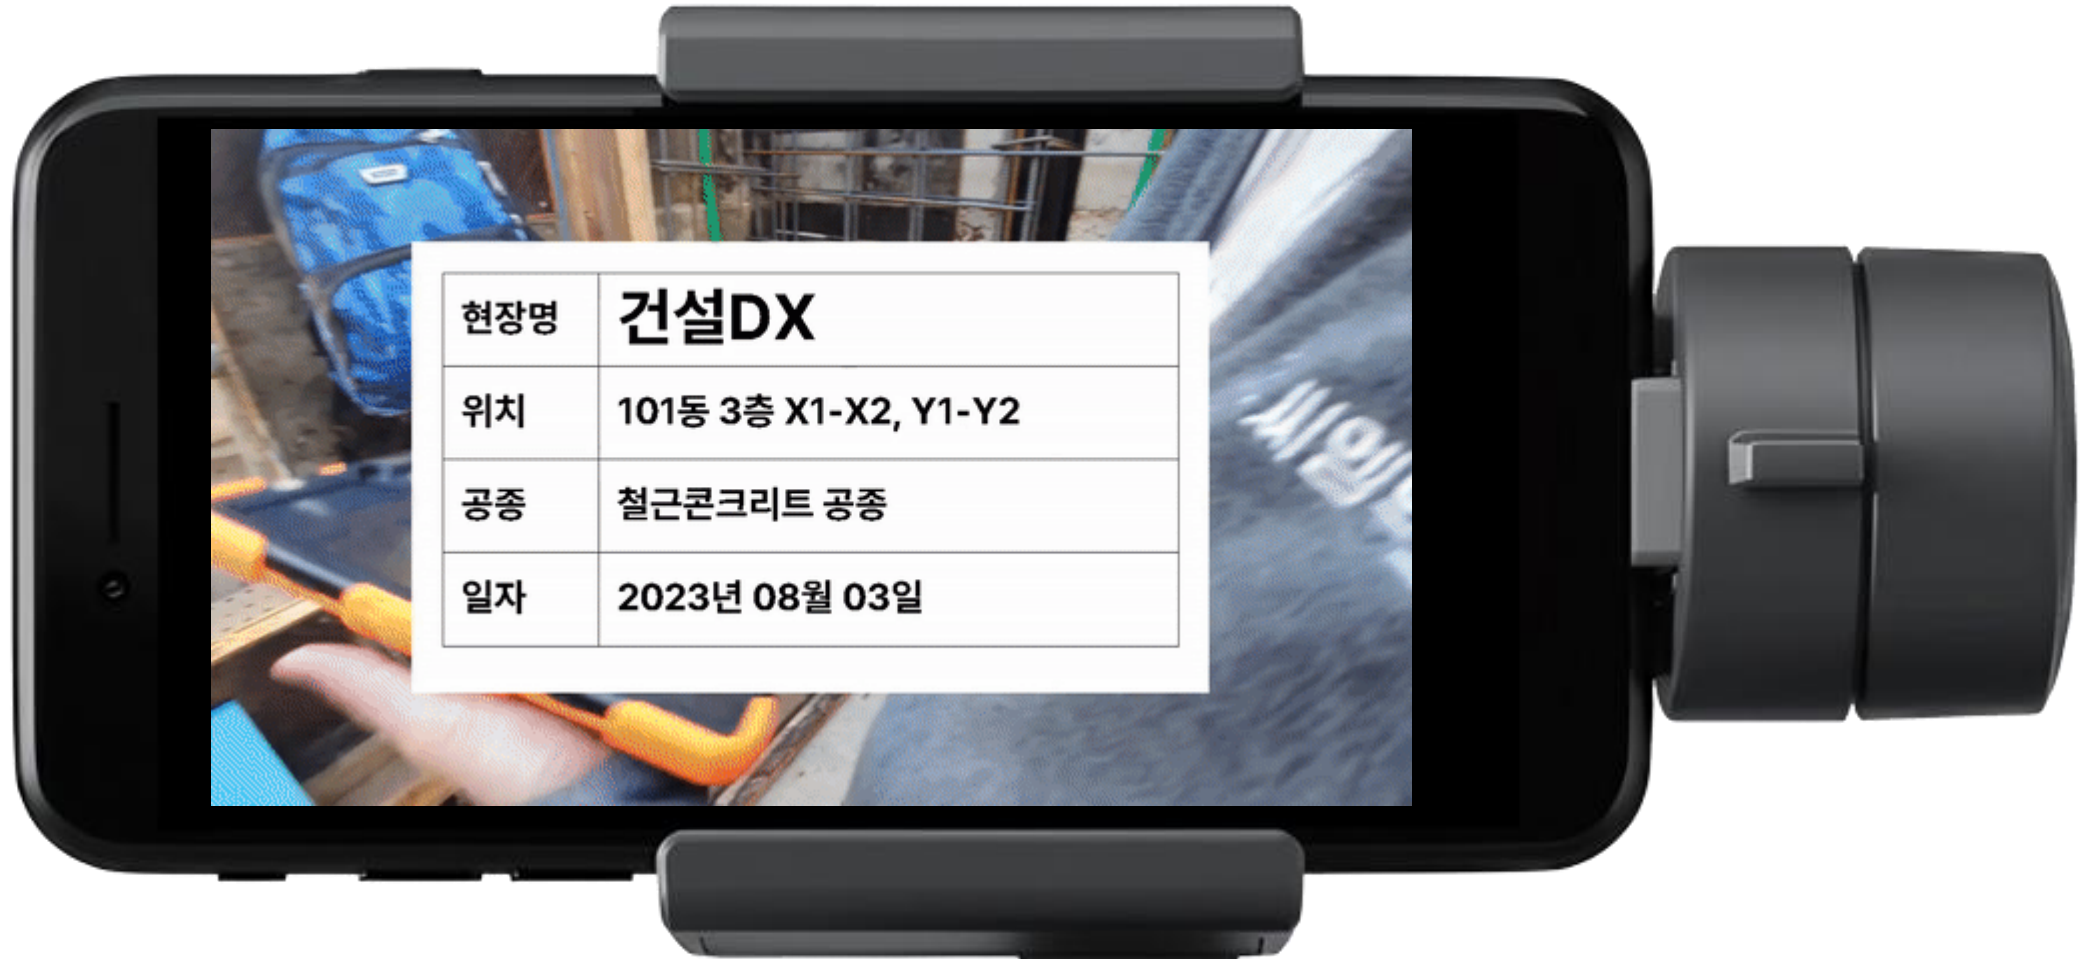 현장명 건설DX
위치 101동 3층 X1-X2, Y1-Y2
공종 철근콘크리트 공종
일자 2023년 08월 03일